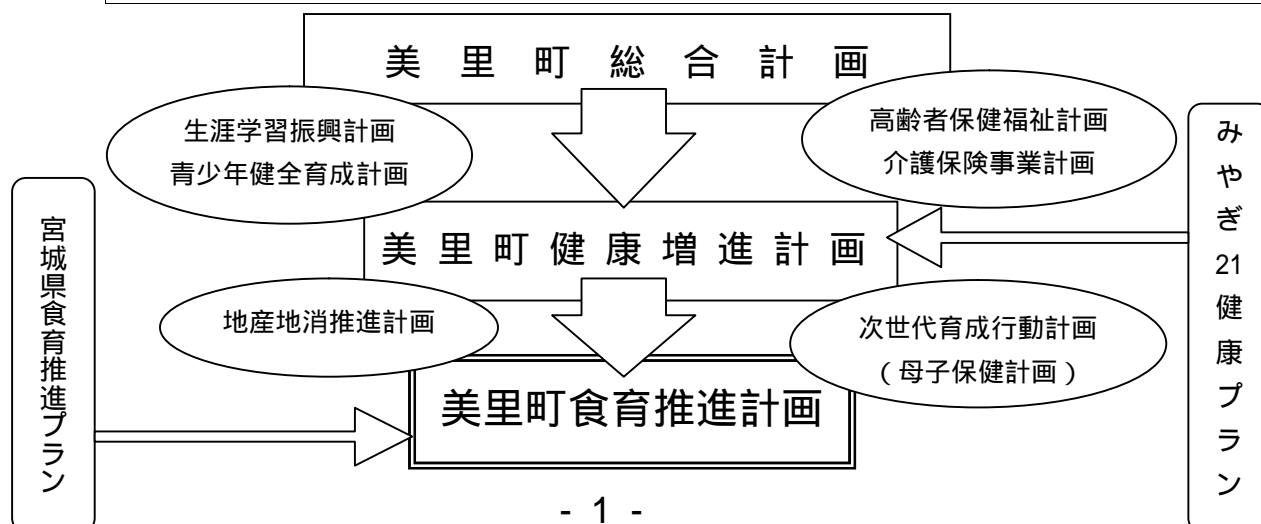 美里町総合計画
生涯学習振興計画
青少年健全育成計画
高齢者保健福祉計画
介護保険事業計画
みやぎ21健康プラン
宮城県食育推進プラン
美里町健康増進計画
地産地消推進計画
次世代育成行動計画
(母子保健計画)
美里町食育推進計画
- 1 -